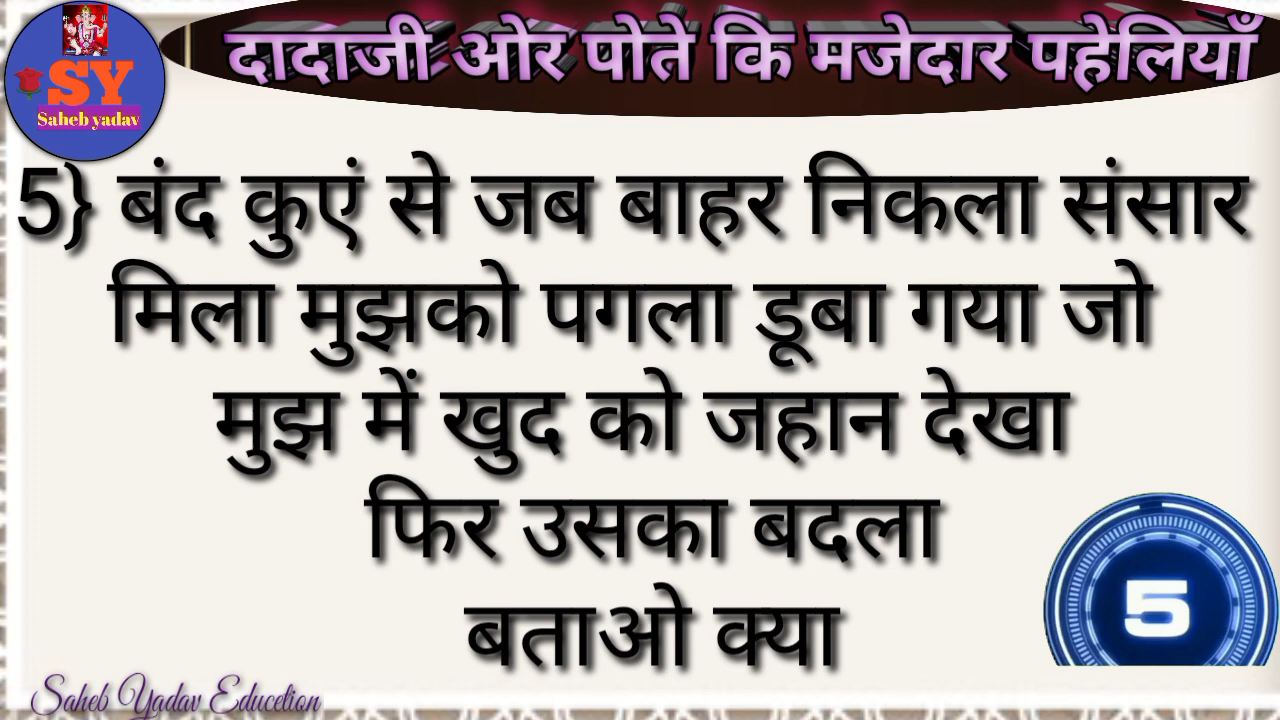 दादाजी ओर पोते कि मजेदार पहेलियाँ
SY
Saheb yadav
5} बंद कुएं से जब बाहर निकला संसार
मिला मुझको पगला डूबा गया जो
मुझ में खुद को जहान देखा
फिर उसका बदला
बताओ क्या
5
Saheb Yadav Educetion